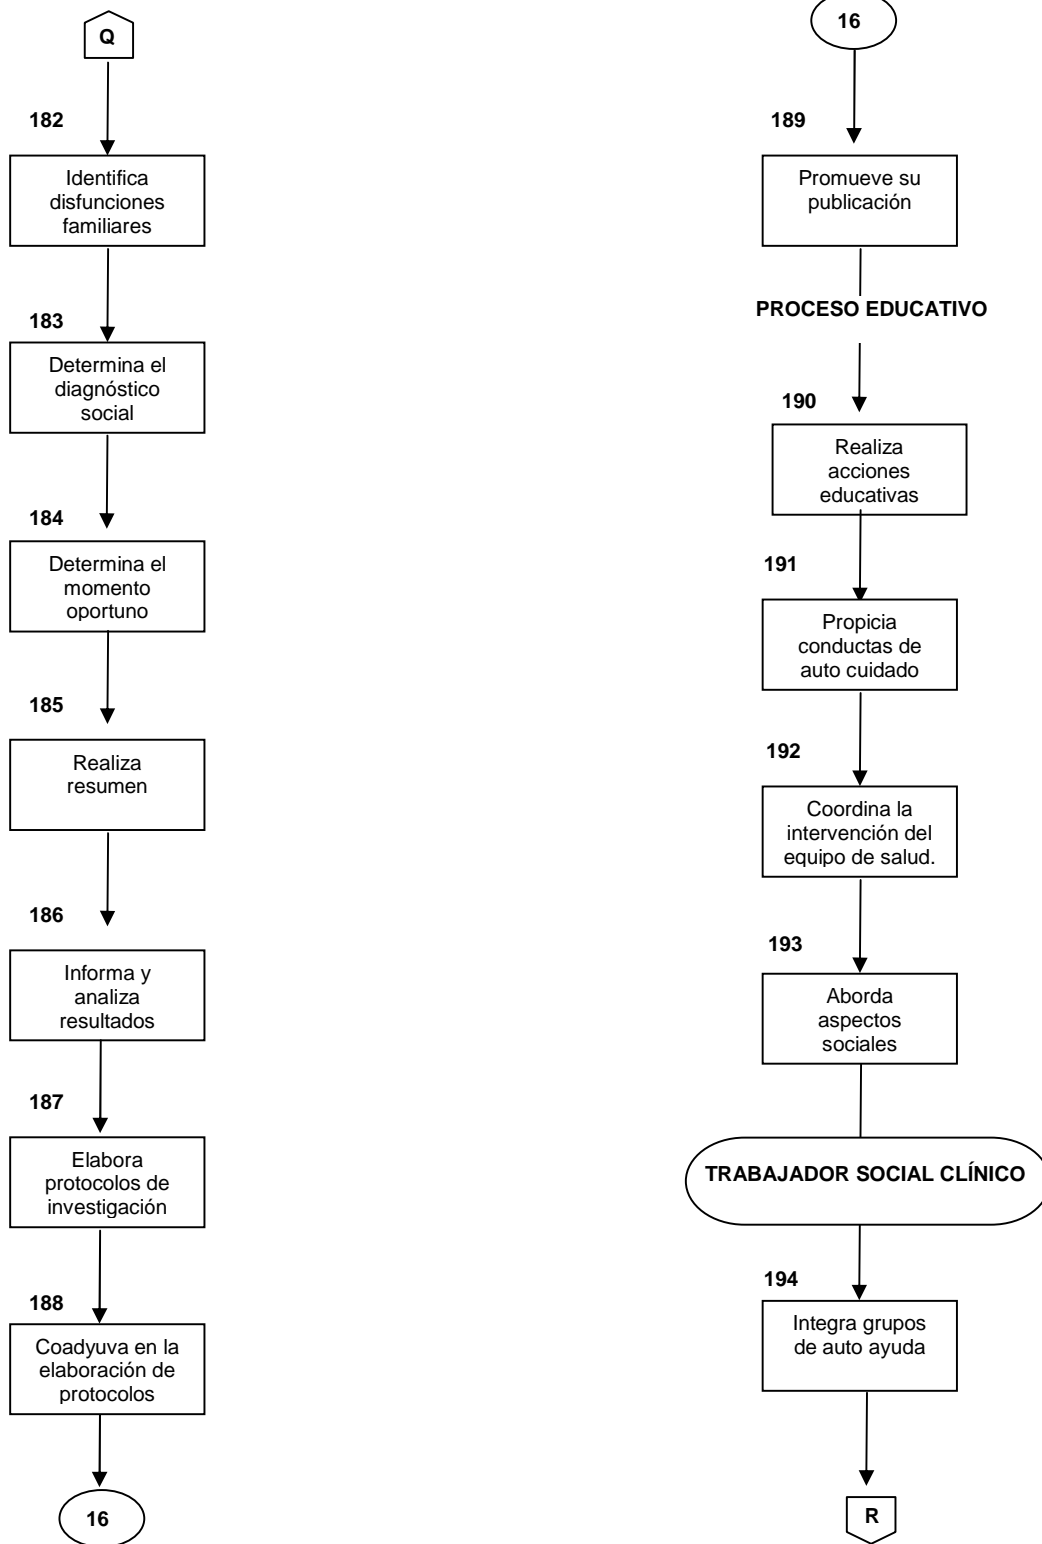 Q
182
Identifica
disfunciones
familiares
183
Determina el
diagnóstico
social
184
Determina el
momento
oportuno
185
Realiza
resumen
186
Informa y
analiza
resultados
187
Elabora
protocolos de
investigación
188
Coadyuva en la
elaboración de
protocolos
16
16
189
Promueve su
publicación
PROCESO EDUCATIVO
190
Realiza
acciones
educativas
191
Propicia
conductas de
auto cuidado
192
Coordina la
intervención del
equipo de salud.
193
Aborda
aspectos
sociales
TRABAJADOR SOCIAL CLÍNICO
194
Integra grupos
de auto ayuda
R